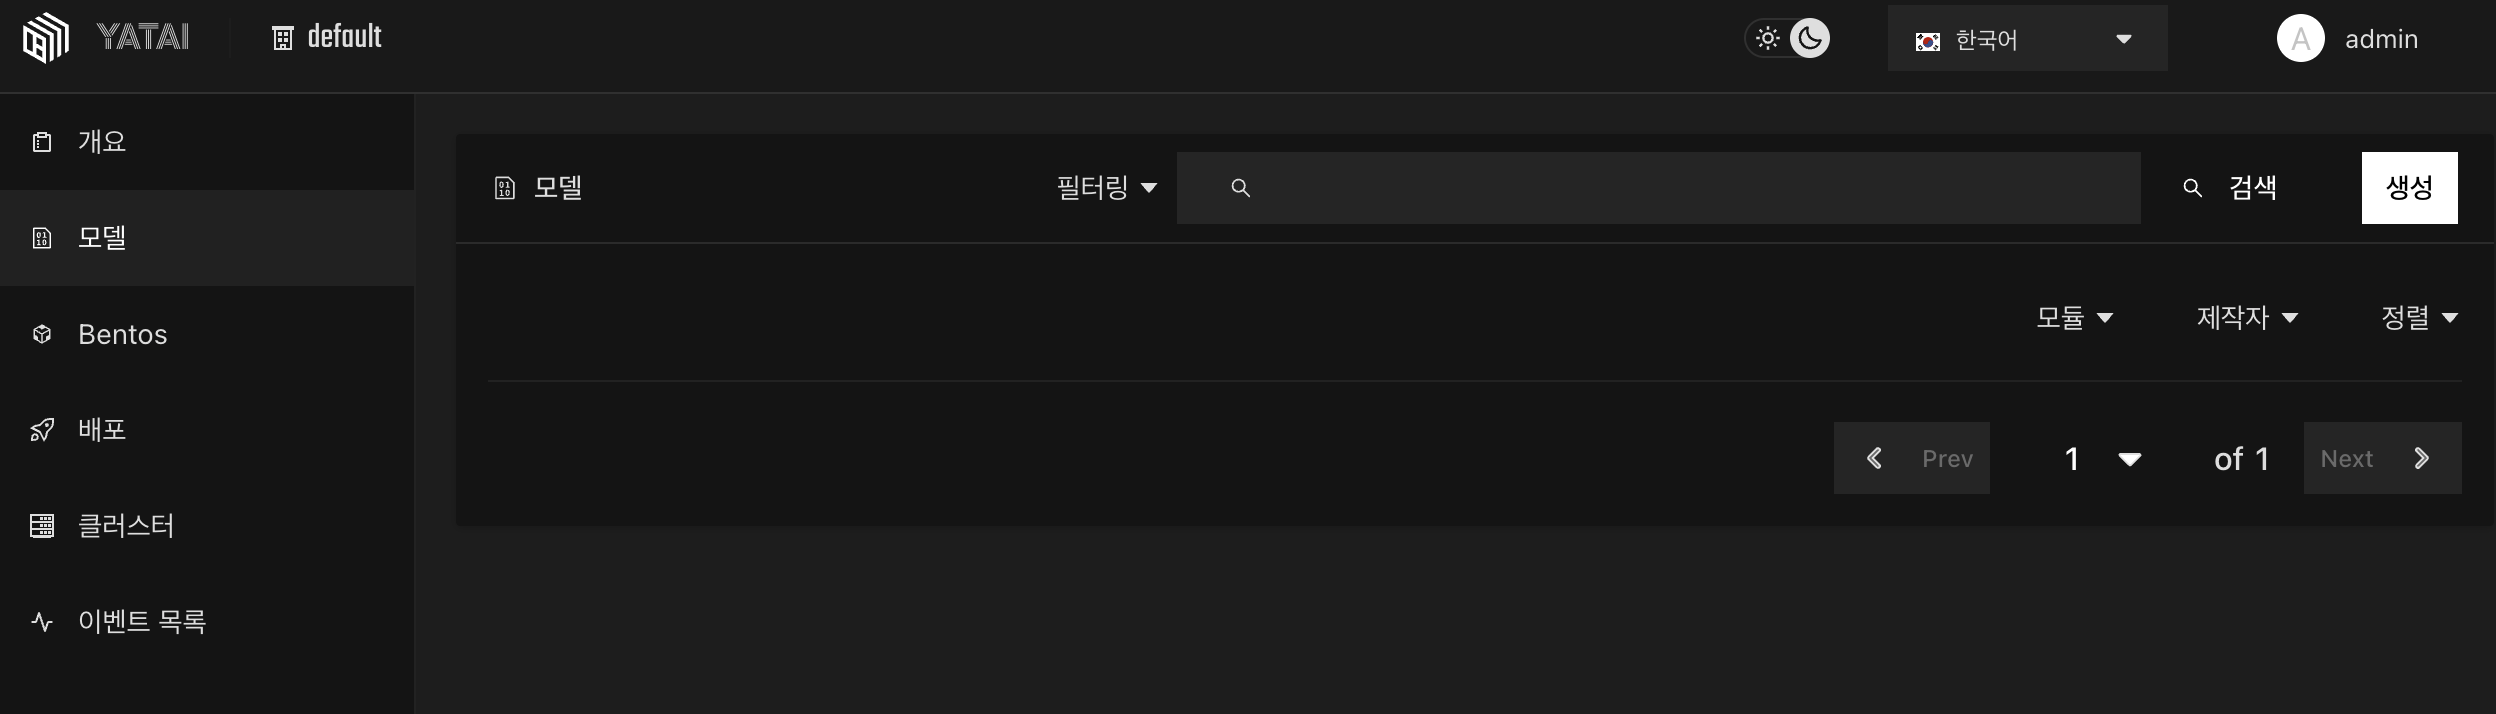 YATAI
default
한국어
A
admin
개요
모델
Bentos
배포
클러스터
이벤트 목록
모델
필터링
검색
생성
모듈
제작자
정렬
Prev
1
of 1
Next